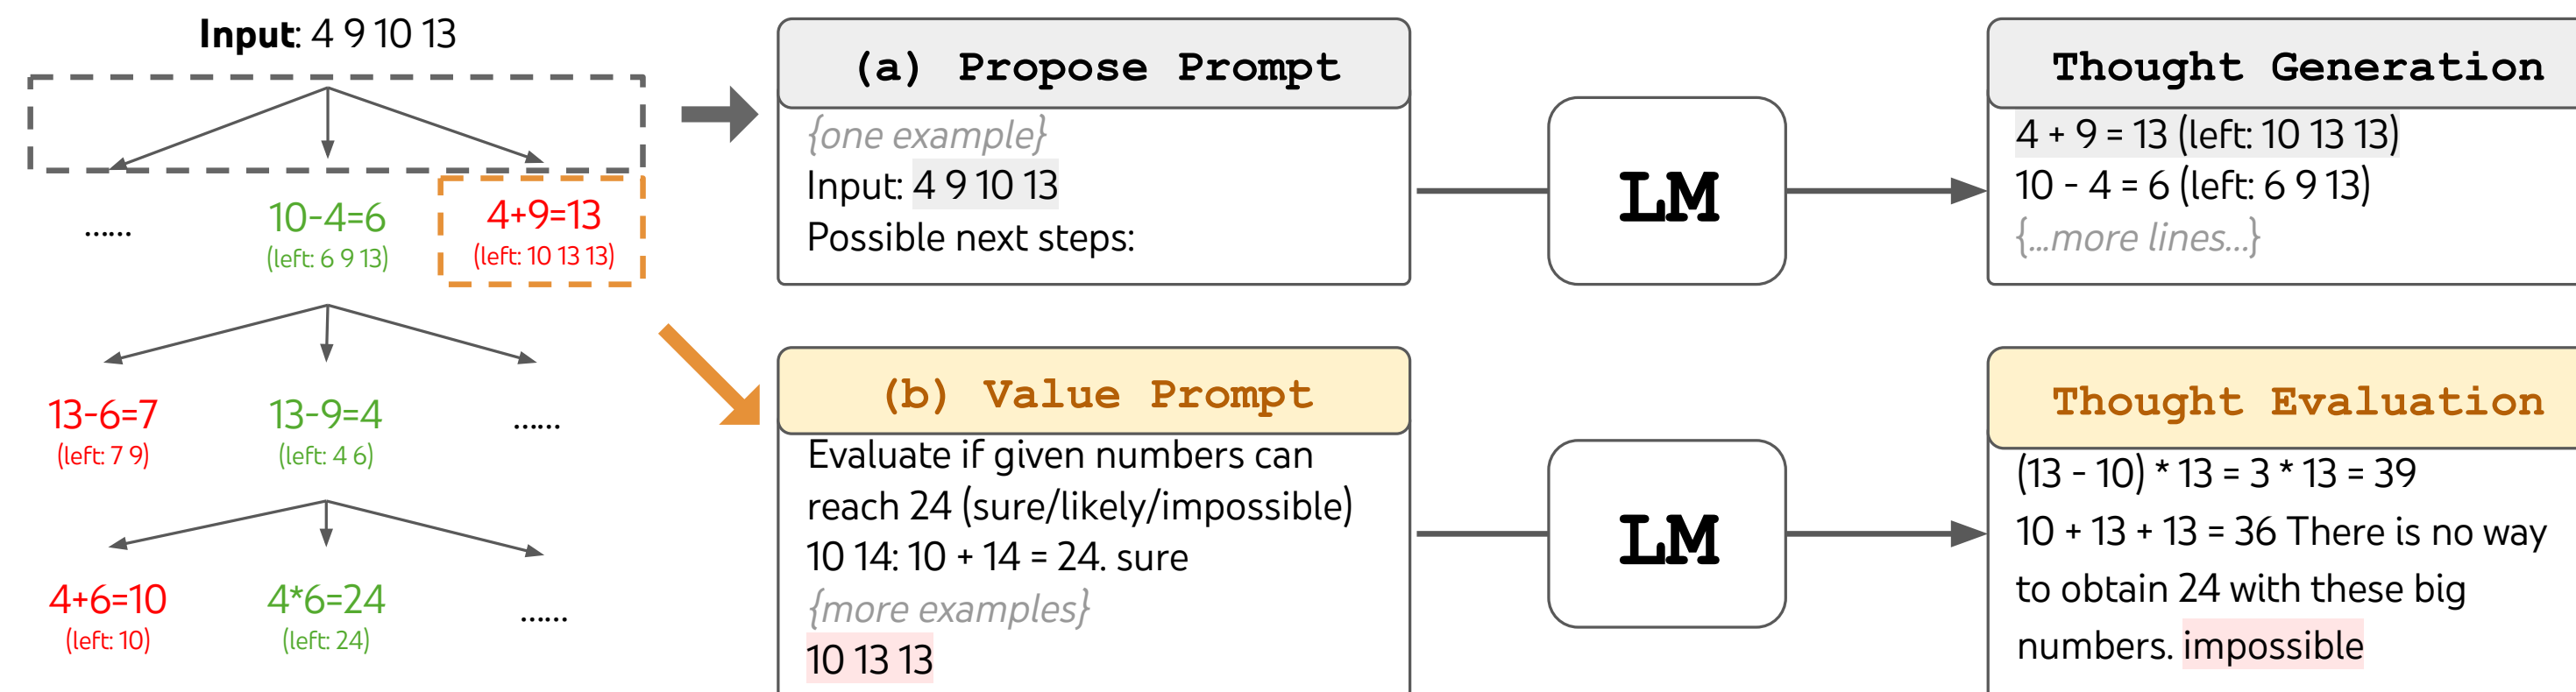 Input: 4 9 10 13
......
10-4=6
(left: 6 9 13)
4+9=13
(left: 10 13 13)
13-6=7
(left: 7 9)
13-9=4
(left: 4 6)
......
4+6=10
(left: 10)
4*6=24
(left: 24)
......
(a) Propose Prompt
{one example}
Input: 4 9 10 13
Possible next steps:
LM
Thought Generation
4 + 9 = 13 (left: 10 13 13)
10 - 4 = 6 (left: 6 9 13)
{...more lines...}
(b) Value Prompt
Evaluate if given numbers can
reach 24 (sure/likely/impossible)
10 14: 10 + 14 = 24. sure
{more examples}
10 13 13
LM
Thought Evaluation
(13 - 10) * 13 = 3 * 13 = 39
10 + 13 + 13 = 36 There is no way
to obtain 24 with these big
numbers. impossible